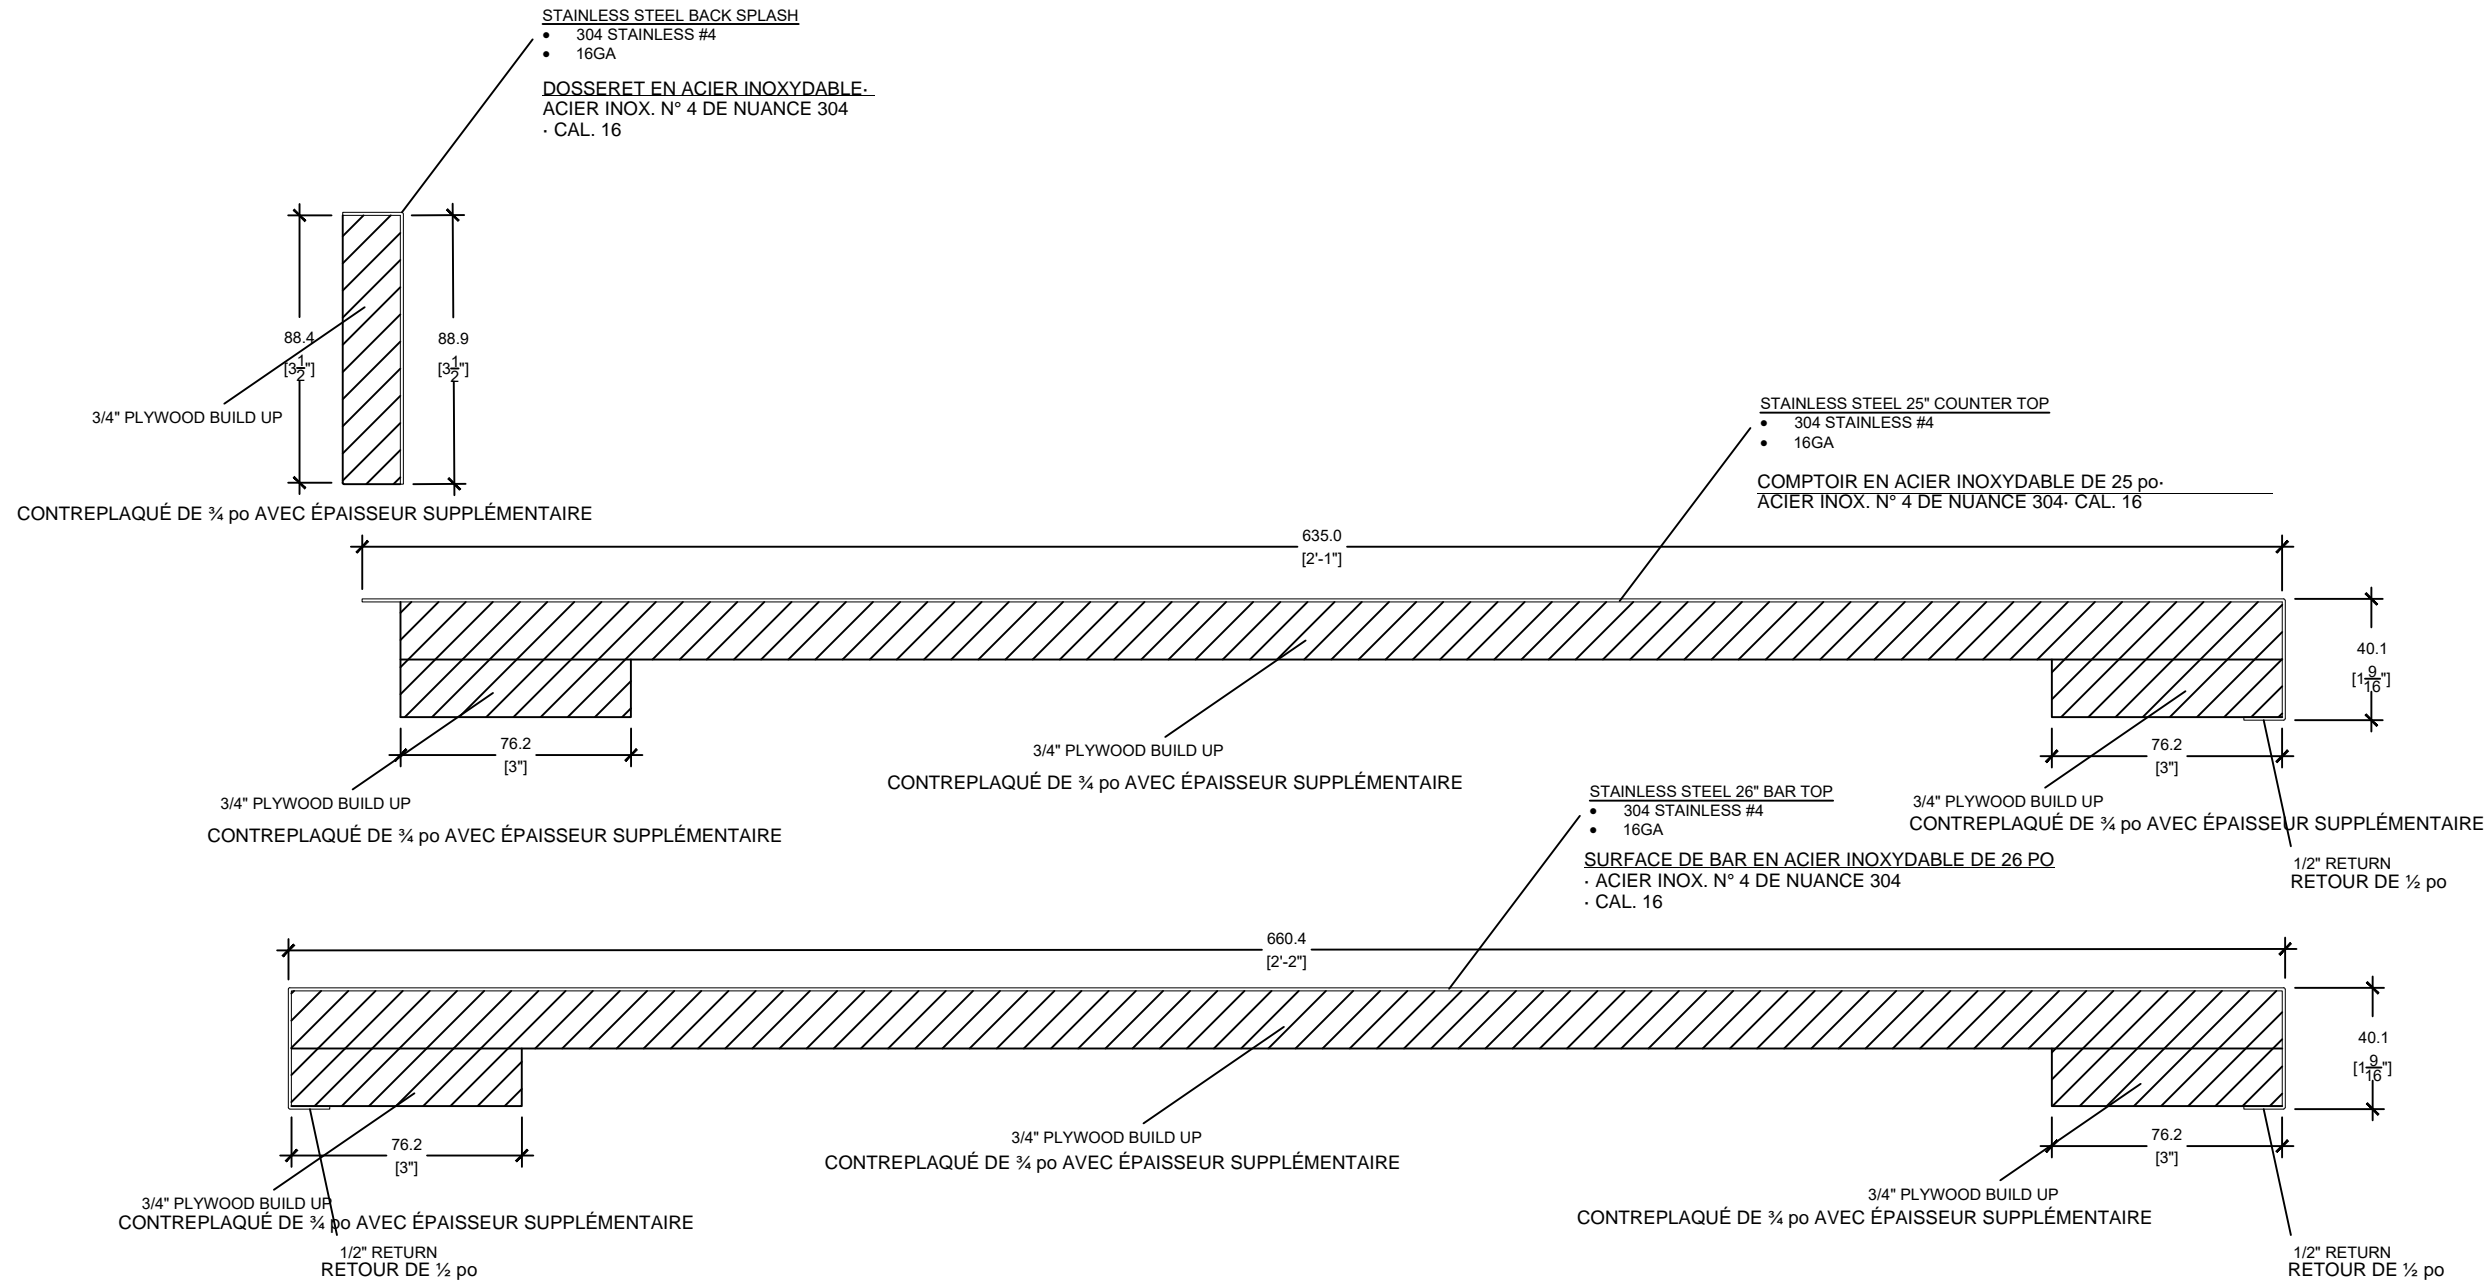 STAINLESS STEEL BACK SPLASH
• 304 STAINLESS #4
• 16GA
DOSSERET EN ACIER INOXYDABLE·
ACIER INOX. N° 4 DE NUANCE 304
· CAL. 16
88.4
[3 1/2"]
88.9
[3 1/2"]
3/4" PLYWOOD BUILD UP
CONTREPLAQUÉ DE ¾ po AVEC ÉPAISSEUR SUPPLÉMENTAIRE
STAINLESS STEEL 25" COUNTER TOP
• 304 STAINLESS #4
• 16GA
COMPTOIR EN ACIER INOXYDABLE DE 25 po·
ACIER INOX. N° 4 DE NUANCE 304· CAL. 16
635.0
[2'-1"]
40.1
[1 9/16"]
76.2
[3"]
3/4" PLYWOOD BUILD UP
CONTREPLAQUÉ DE ¾ po AVEC ÉPAISSEUR SUPPLÉMENTAIRE
3/4" PLYWOOD BUILD UP
CONTREPLAQUÉ DE ¾ po AVEC ÉPAISSEUR SUPPLÉMENTAIRE
76.2
[3"]
3/4" PLYWOOD BUILD UP
CONTREPLAQUÉ DE ¾ po AVEC ÉPAISSEUR SUPPLÉMENTAIRE
1/2" RETURN
RETOUR DE ½ po
STAINLESS STEEL 26" BAR TOP
• 304 STAINLESS #4
• 16GA
SURFACE DE BAR EN ACIER INOXYDABLE DE 26 PO
· ACIER INOX. N° 4 DE NUANCE 304
· CAL. 16
660.4
[2'-2"]
40.1
[1 9/16"]
76.2
[3"]
3/4" PLYWOOD BUILD UP
CONTREPLAQUÉ DE ¾ po AVEC ÉPAISSEUR SUPPLÉMENTAIRE
1/2" RETURN
RETOUR DE ½ po
3/4" PLYWOOD BUILD UP
CONTREPLAQUÉ DE ¾ po AVEC ÉPAISSEUR SUPPLÉMENTAIRE
76.2
[3"]
3/4" PLYWOOD BUILD UP
CONTREPLAQUÉ DE ¾ po AVEC ÉPAISSEUR SUPPLÉMENTAIRE
1/2" RETURN
RETOUR DE ½ po